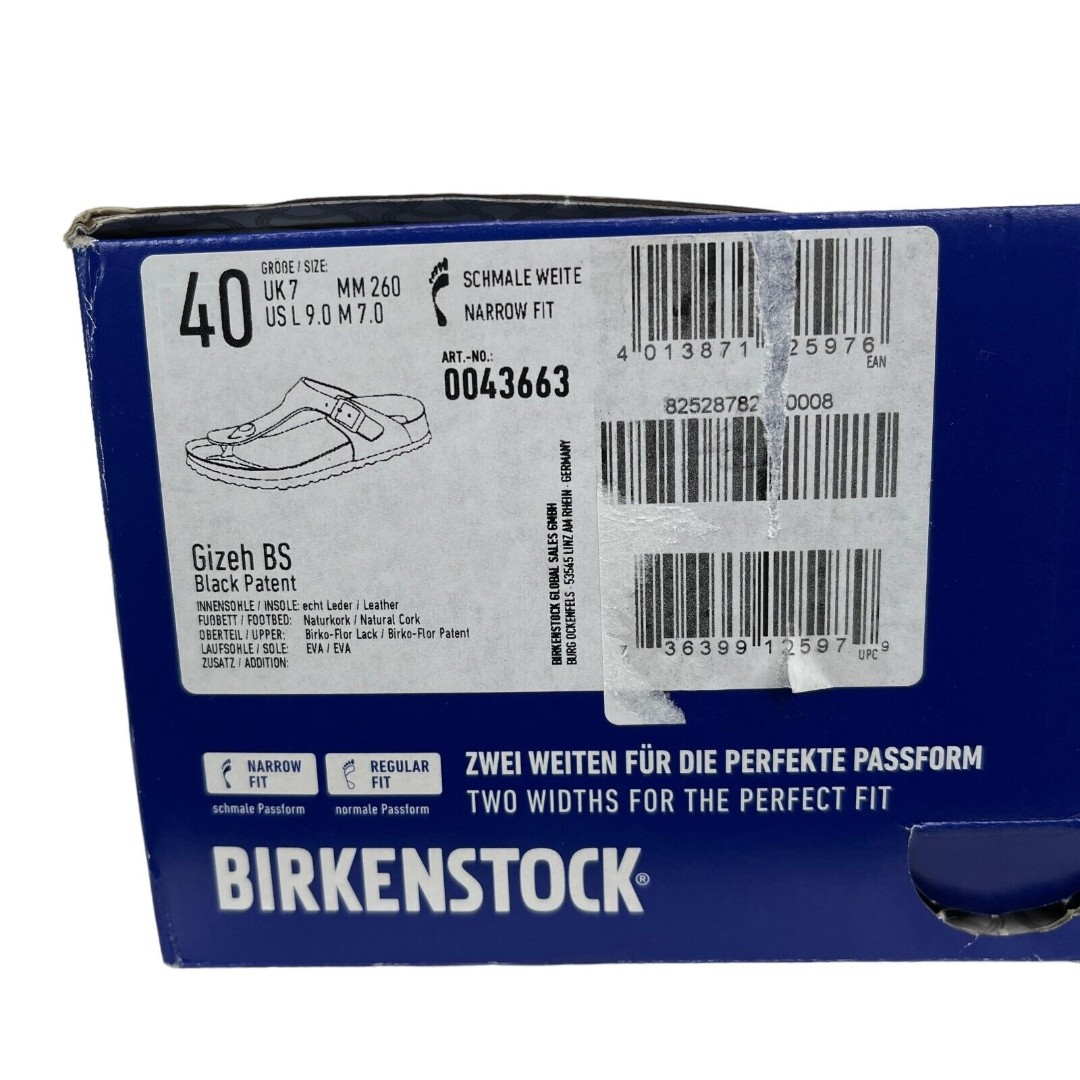 40
GRÖßE / SIZE:
UK 7 MM 260
US L 9.0 M 7.0
SCHMALE WEITE
NARROW FIT
ART.-NO.:
0043663
4 013871 25976
EAN
82528782 0008
7 36399 12597 9
UPC
BIRKENSTOCK GLOBAL SALES GMBH
BURG OCKENFELS · 53545 LINZ AM RHEIN · GERMANY
Gizeh BS
Black Patent
INNENSOHLE / INSOLE: echt Leder / Leather
FUßBETT / FOOTBED: Naturkork / Natural Cork
OBERTEIL / UPPER: Birko-Flor Lack / Birko-Flor Patent
LAUFSOHLE / SOLE: EVA / EVA
ZUSATZ / ADDITION:
NARROW FIT
schmale Passform
REGULAR FIT
normale Passform
ZWEI WEITEN FÜR DIE PERFEKTE PASSFORM
TWO WIDTHS FOR THE PERFECT FIT
BIRKENSTOCK®